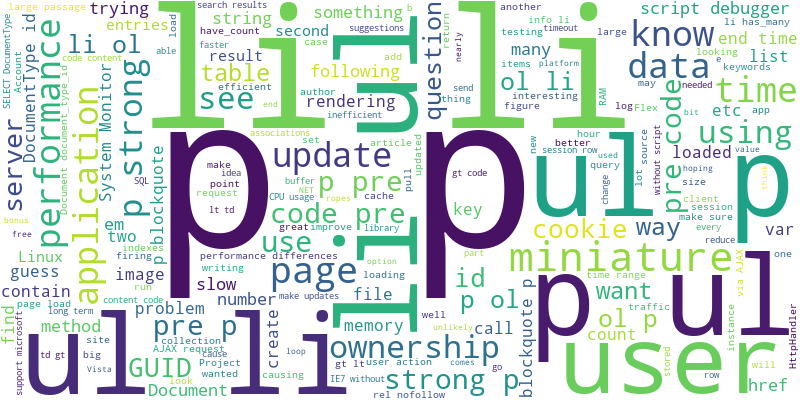 large passage
trying
search results
b
return
another
script debugger
entries
load
have_count
suggestions
info li
li has_many
SELECT DocumentType
DocumentType id
li ol
able
string
something
question
nearly
testing
timeout
large
end time
Account
code content
faster
second
case
add
many
items
platform
know
looking
list
e
result
table
following
ol li
interesting
data
keywords
see
efficient
author
send
thing
figure
may
needed
server
performance
Document document_type_id
System Monitor
p strong
end
rendering
inefficient
RAM
log
Flex
time
etc
app
li li
ul
p p
ul p
associations
set
article
updated
new
hour
better
using
pre code
loaded
bit
SQL
make
idea
update
pull
session row
used
query
without script
value
application
point
request
p pre
buffer
.NET
ropes
gt code
change
lot source
size
hoping
lt td
CPU usage
cache
key
client
session
make sure
every
thing
bonus
free
em
two
indexes
p blockquote
code pre
cookie
way
reduce
var
Linux
firing
great
improve
library
use
performance differences
miniature
one
guess
image
writing
page
loading
option
part
id
time range
via AJAX
contain
run
slow
make updates
file
p ol
want
traffic
content code
number
well
page load
long term
problem
memory
unlikely
call
count
instance
find
method
site
pre p
create
ownership
ol p
HttpHandler
support microsoft
collection
AJAX request
loop
gt lt
user action
comes
strong p
blockquote p
stored
row
will
td gt
big
GUID
cause
Project
wanted
ul li
IE7 without
go
p ul
user
Vista
look
Document
causing
rel nofollow
href